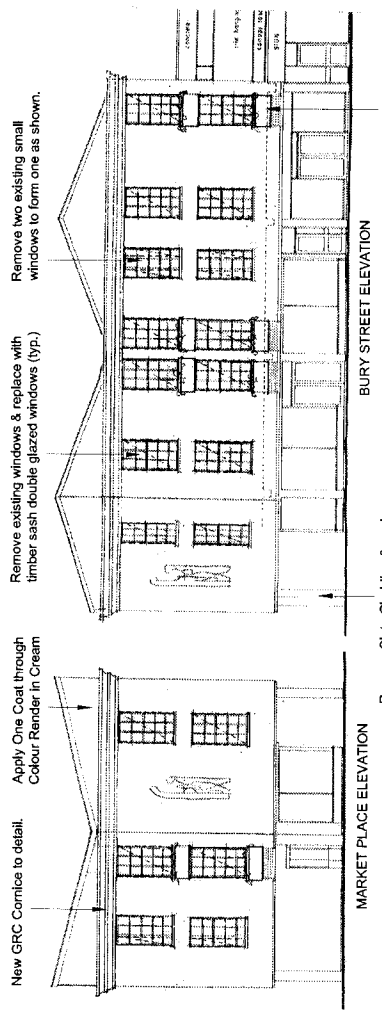 New GRC Cornice to detail.
Apply One Coat through
Colour Render in Cream
Remove existing windows & replace with
timber sash double glazed windows (typ.)
Remove two existing small
windows to form one as shown.
concrete
MARKET PLACE ELEVATION
BURY STREET ELEVATION